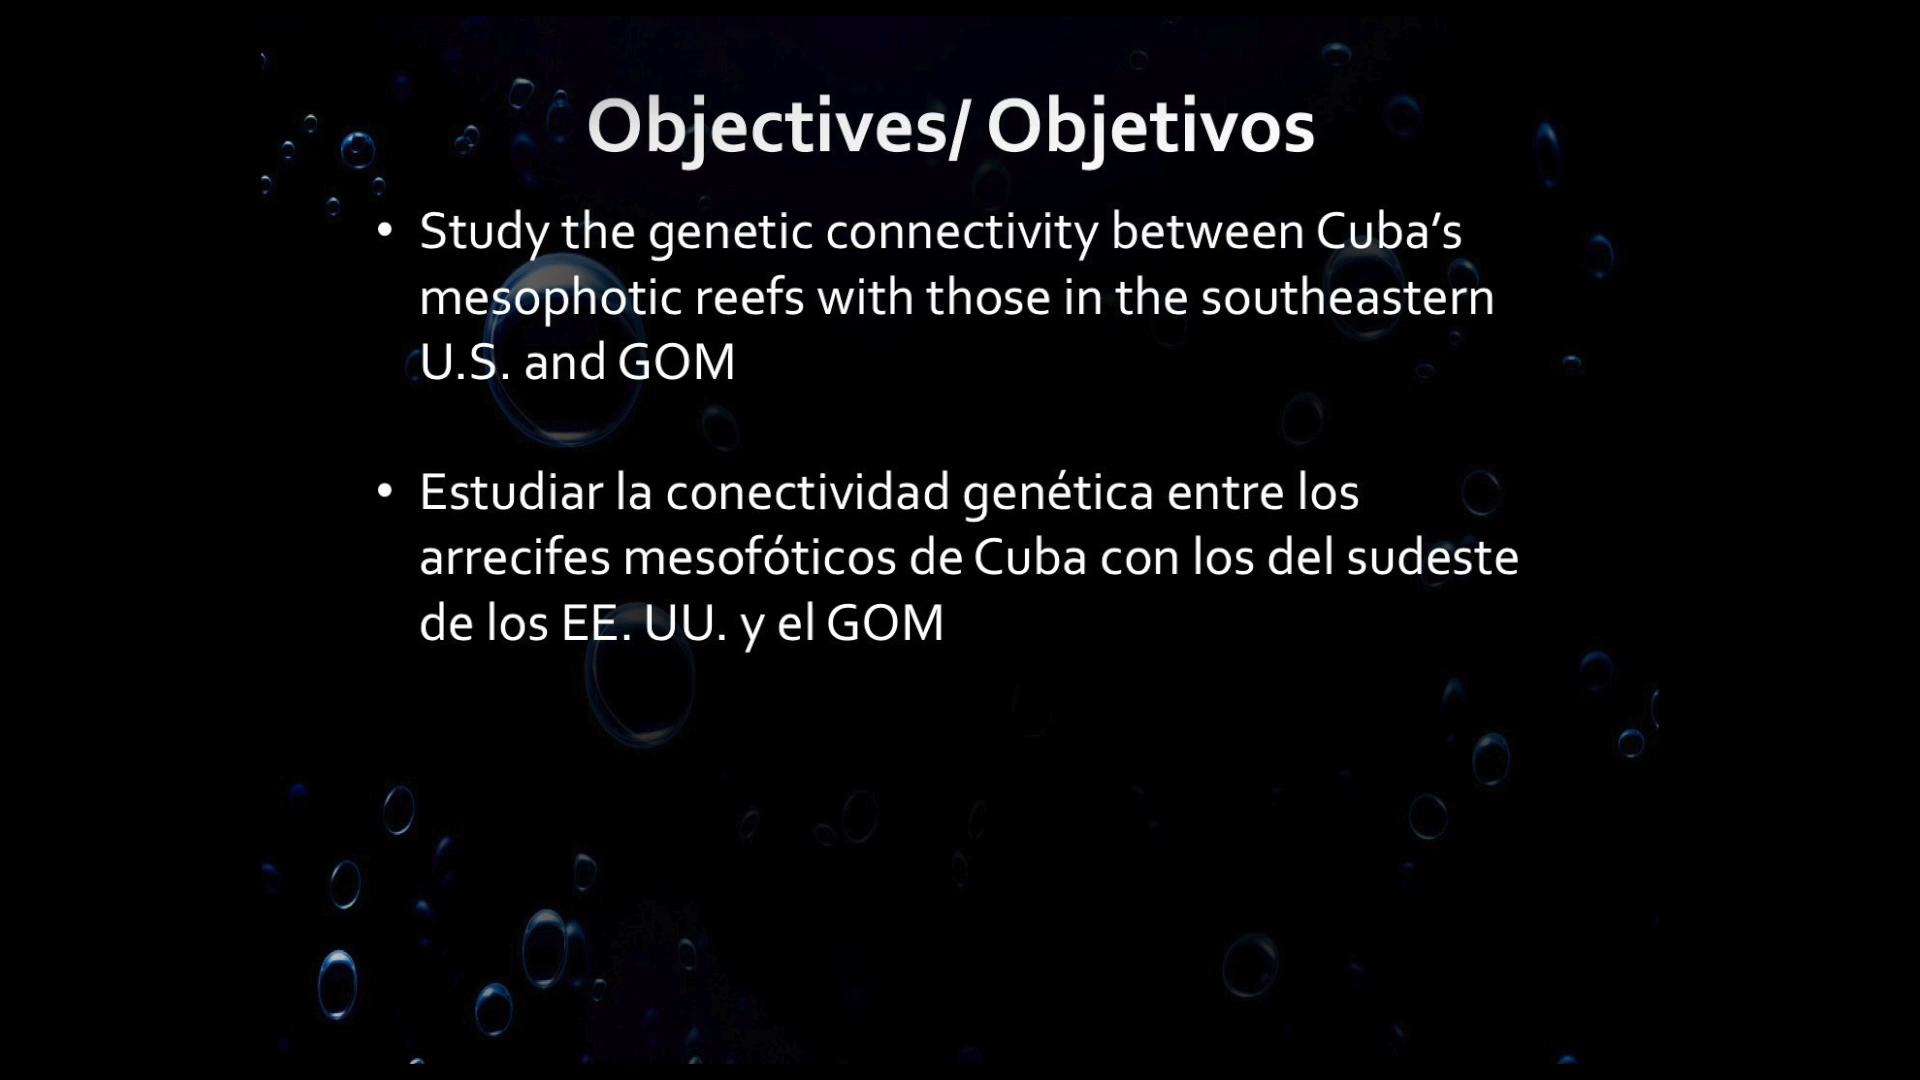 Objectives/ Objetivos
• Study the genetic connectivity between Cuba’s
mesophotic reefs with those in the southeastern
U.S. and GOM
• Estudiar la conectividad genética entre los
arrecifes mesofóticos de Cuba con los del sudeste
de los EE. UU. y el GOM